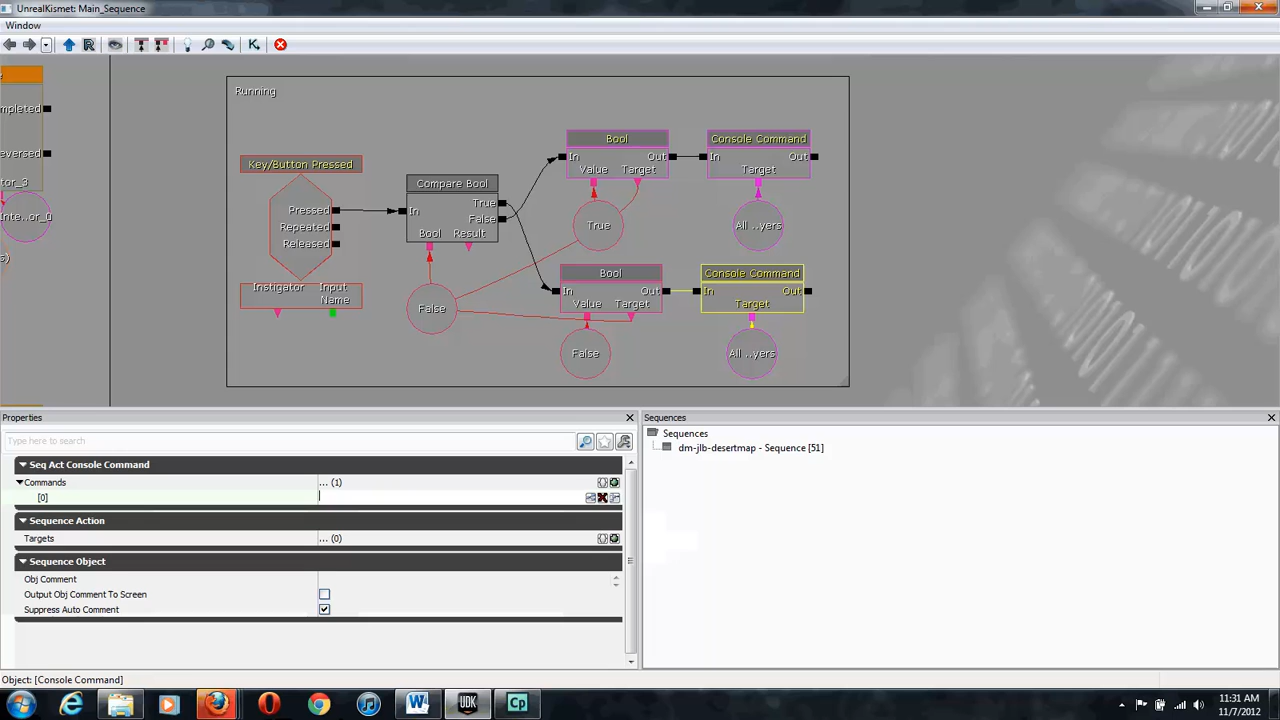 UnrealKismet: Main_Sequence
Window
Running
mpleted
eversed
tor_3
Inte..or_0
s)
Key/Button Pressed
Pressed
Repeated
Released
Instigator
Input
Name
Compare Bool
In
True
False
Bool
Result
False
Bool
In
Out
Value
Target
True
Console Command
In
Out
Target
All ..yers
Bool
In
Out
Value
Target
False
Console Command
In
Out
Target
All ..yers
Properties
Type here to search
Seq Act Console Command
Commands ... (1)
[0]
Sequence Action
Targets ... (0)
Sequence Object
Obj Comment
Output Obj Comment To Screen
Suppress Auto Comment
Sequences
Sequences
dm-jlb-desertmap - Sequence [51]
Object: [Console Command]
11:31 AM
11/7/2012